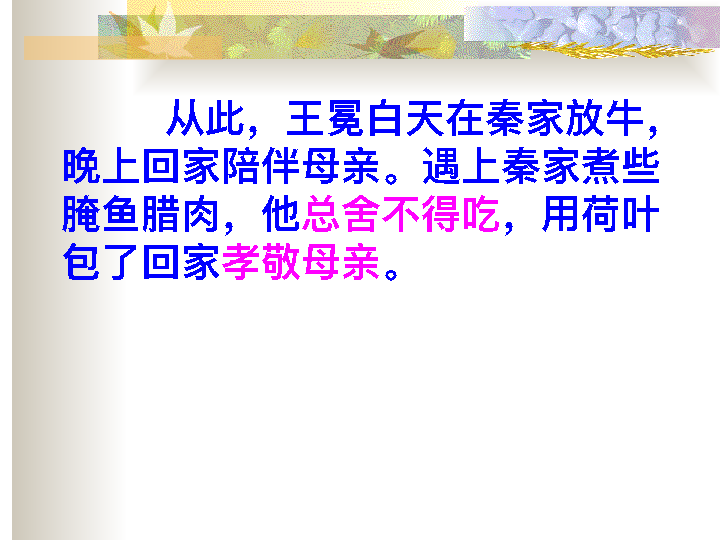 从此，王冕白天在秦家放牛，
晚上回家陪伴母亲。遇上秦家煮些
腌鱼腊肉，他总舍不得吃，用荷叶
包了回家孝敬母亲。